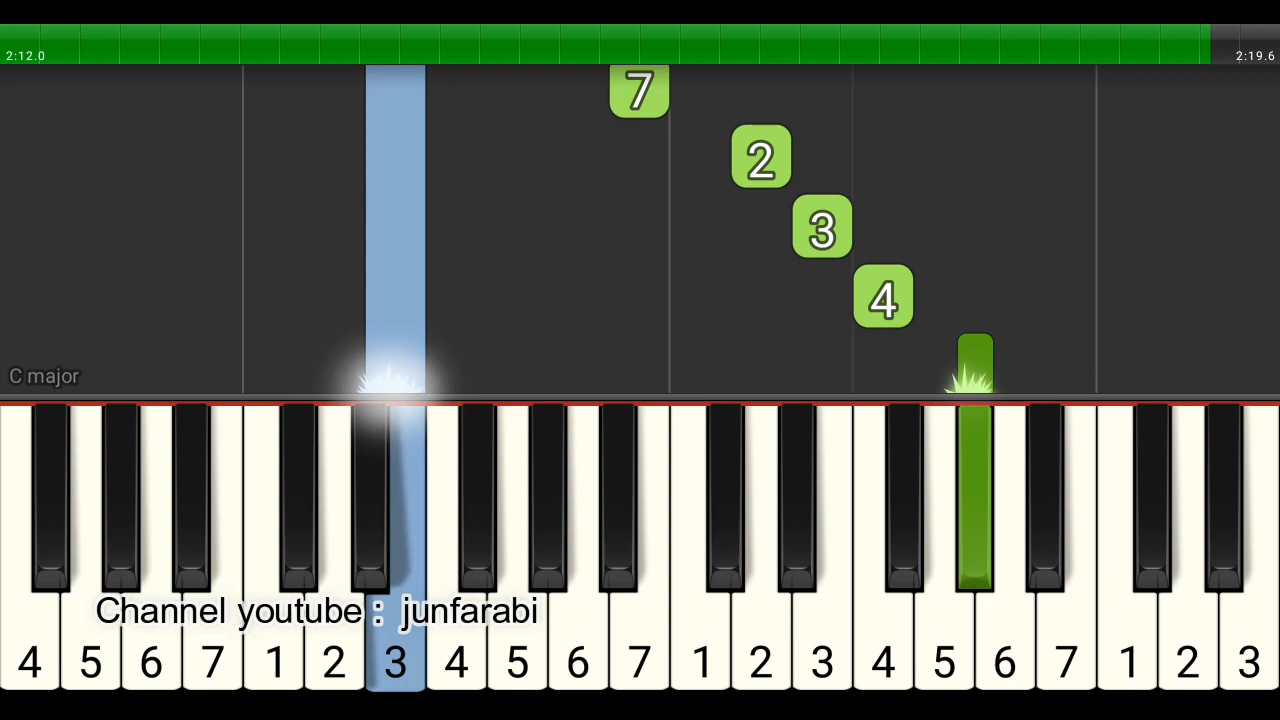 2:12.0 2:19.6
7
2
3
4
C major
Channel youtube : junfarabi
4 5 6 7 1 2 3 4 5 6 7 1 2 3 4 5 6 7 1 2 3